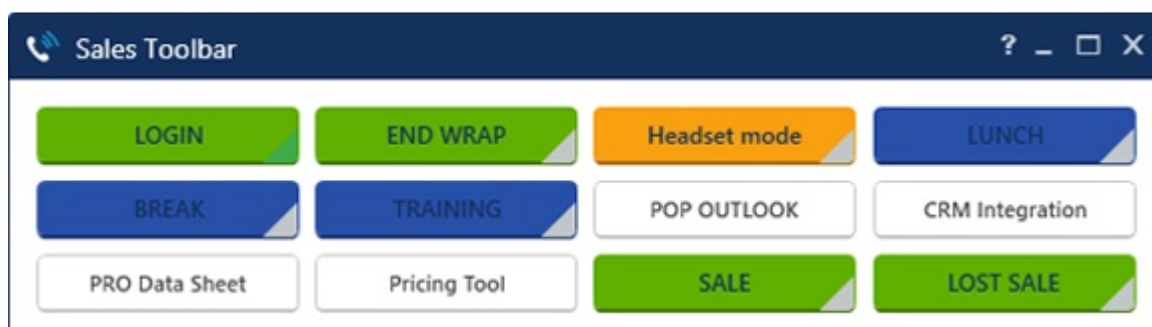 Sales Toolbar ?
LOGIN END WRAP Headset mode LUNCH
BREAK TRAINING POP OUTLOOK CRM Integration
PRO Data Sheet Pricing Tool SALE LOST SALE